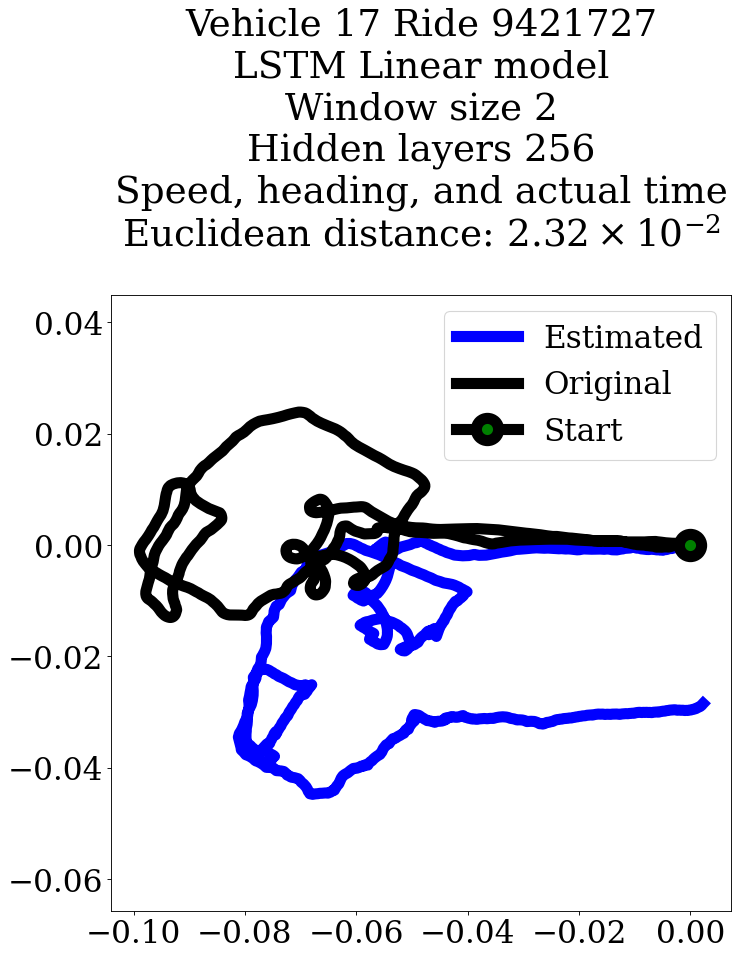 Vehicle 17 Ride 9421727
LSTM Linear model
Window size 2
Hidden layers 256
Speed, heading, and actual time
Euclidean distance: 2.32 × 10⁻²
Estimated
Original
Start
0.04
0.02
0.00
−0.02
−0.04
−0.06
−0.10 −0.08 −0.06 −0.04 −0.02 0.00